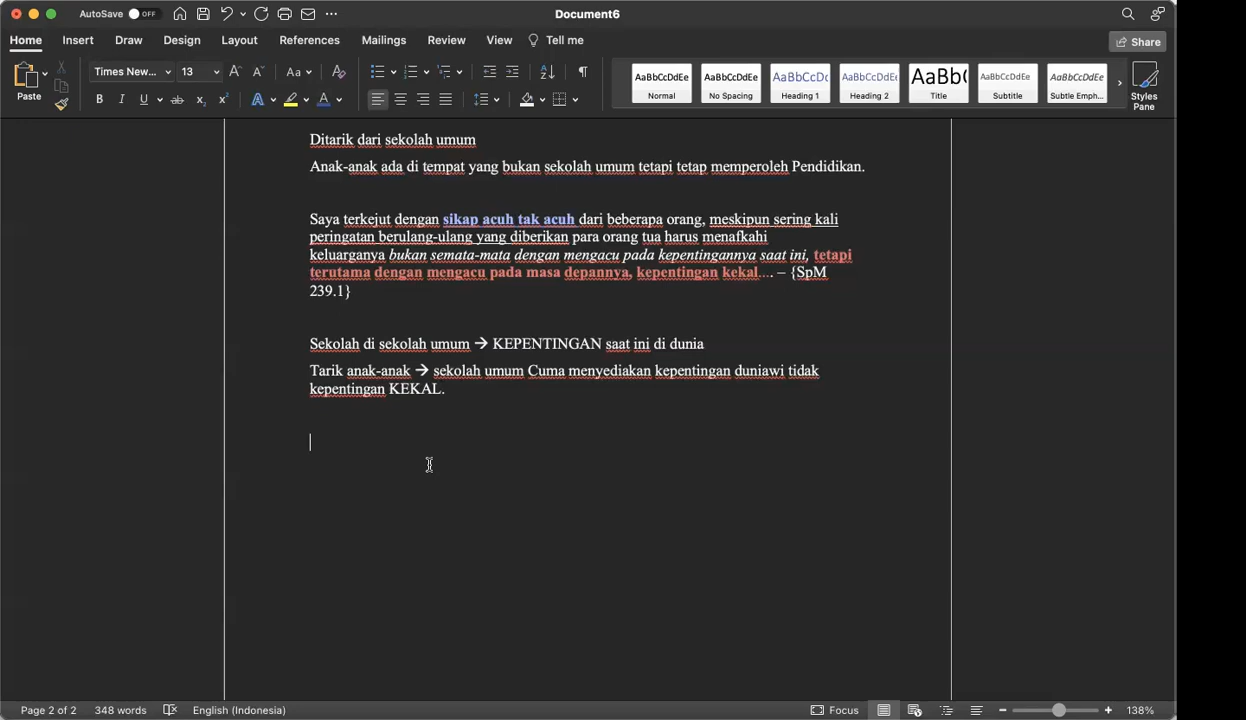 AutoSave OFF
Document6
Home Insert Draw Design Layout References Mailings Review View Tell me
Share
Paste
Times New... 13
AaBbCcDdEe AaBbCcDdEe AaBbCcDc AaBbCcDdEe AaBb( AaBbCcDdEe AaBbCcDdEe
Normal No Spacing Heading 1 Heading 2 Title Subtitle Subtle Emph...
Styles
Pane
Ditarik dari sekolah umum
Anak-anak ada di tempat yang bukan sekolah umum tetapi tetap memperoleh Pendidikan.
Saya terkejut dengan sikap acuh tak acuh dari beberapa orang, meskipun sering kali
peringatan berulang-ulang yang diberikan para orang tua harus menafkahi
keluarganya bukan semata-mata dengan mengacu pada kepentingannya saat ini, tetapi
terutama dengan mengacu pada masa depannya, kepentingan kekal.... – {SpM
239.1}
Sekolah di sekolah umum → KEPENTINGAN saat ini di dunia
Tarik anak-anak → sekolah umum Cuma menyediakan kepentingan duniawi tidak
kepentingan KEKAL.
Page 2 of 2 348 words English (Indonesia) Focus 138%